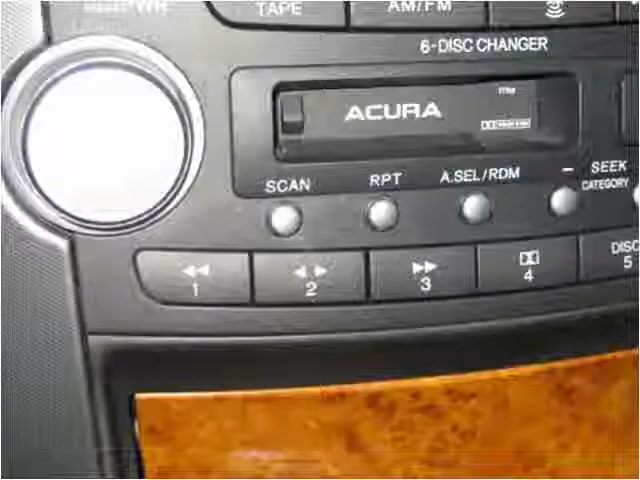 PWR TAPE AM/FM
6-DISC CHANGER
ACURA
SCAN RPT A.SEL/RDM - SEEK
CATEGORY
1 2 3 4 DISC
5